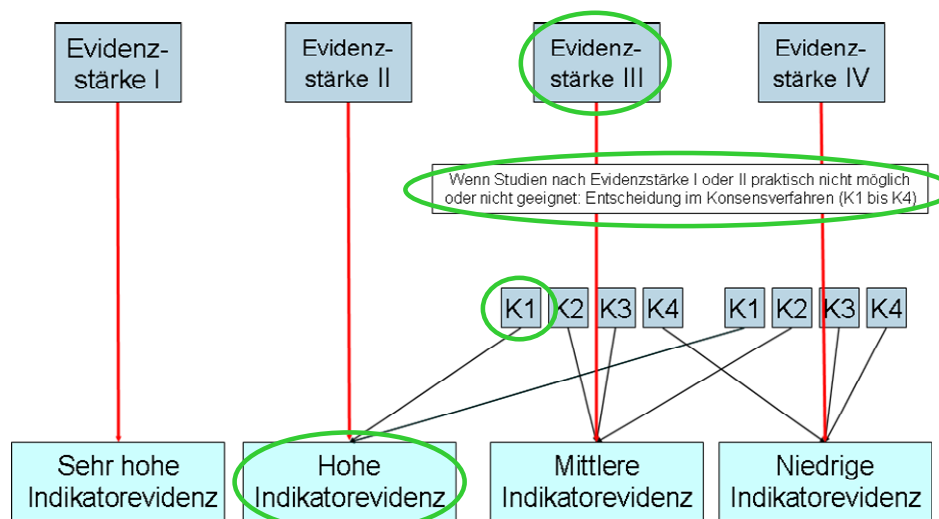 Evidenz-
stärke I
Evidenz-
stärke II
Evidenz-
stärke III
Evidenz-
stärke IV
Wenn Studien nach Evidenzstärke I oder II praktisch nicht möglich
oder nicht geeignet: Entscheidung im Konsensverfahren (K1 bis K4)
K1 K2 K3 K4 K1 K2 K3 K4
Sehr hohe
Indikatorevidenz
Hohe
Indikatorevidenz
Mittlere
Indikatorevidenz
Niedrige
Indikatorevidenz